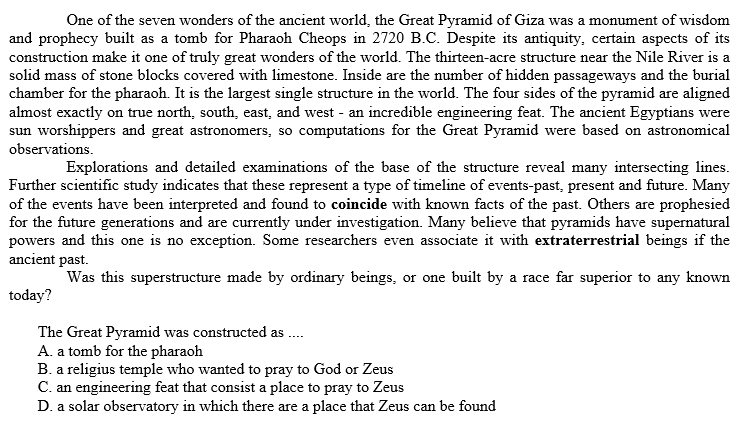 One of the seven wonders of the ancient world, the Great Pyramid of Giza was a monument of wisdom
and prophecy built as a tomb for Pharaoh Cheops in 2720 B.C. Despite its antiquity, certain aspects of its
construction make it one of truly great wonders of the world. The thirteen-acre structure near the Nile River is a
solid mass of stone blocks covered with limestone. Inside are the number of hidden passageways and the burial
chamber for the pharaoh. It is the largest single structure in the world. The four sides of the pyramid are aligned
almost exactly on true north, south, east, and west - an incredible engineering feat. The ancient Egyptians were
sun worshippers and great astronomers, so computations for the Great Pyramid were based on astronomical
observations.
Explorations and detailed examinations of the base of the structure reveal many intersecting lines.
Further scientific study indicates that these represent a type of timeline of events-past, present and future. Many
of the events have been interpreted and found to coincide with known facts of the past. Others are prophesied
for the future generations and are currently under investigation. Many believe that pyramids have supernatural
powers and this one is no exception. Some researchers even associate it with extraterrestrial beings if the
ancient past.
Was this superstructure made by ordinary beings, or one built by a race far superior to any known
today?
The Great Pyramid was constructed as ....
A. a tomb for the pharaoh
B. a religius temple who wanted to pray to God or Zeus
C. an engineering feat that consist a place to pray to Zeus
D. a solar observatory in which there are a place that Zeus can be found